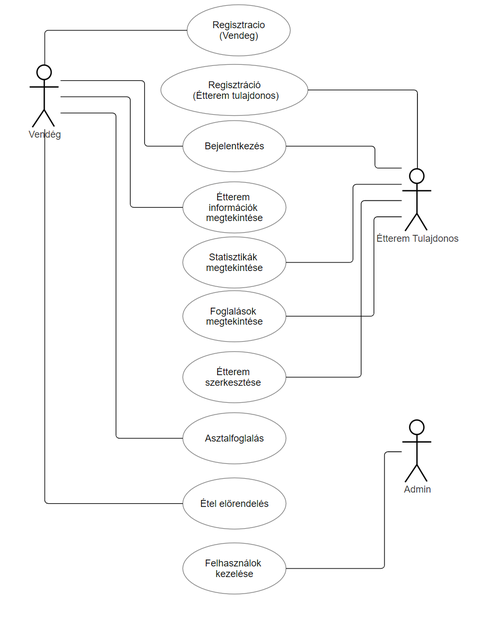 Regisztracio
(Vendeg)
Regisztráció
(Étterem tulajdonos)
Vendég
Bejelentkezés
Étterem
információk
megtekintése
Étterem Tulajdonos
Statisztikák
megtekintése
Foglalások
megtekintése
Étterem
szerkesztése
Asztalfoglalás
Admin
Étel előrendelés
Felhasználok
kezelése